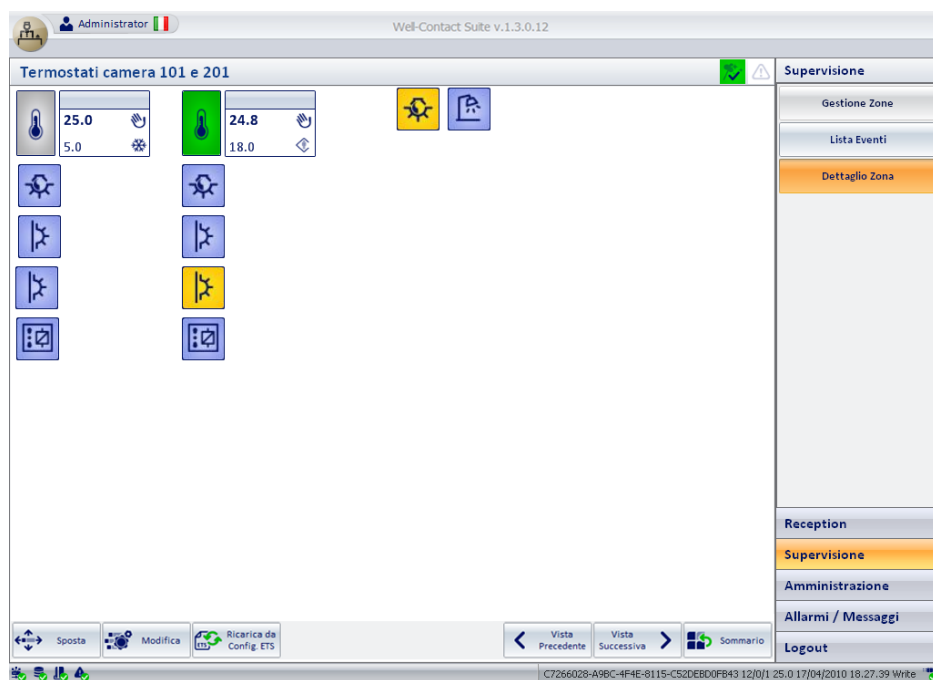 Administrator
Well-Contact Suite v.1.3.0.12
Termostati camera 101 e 201
Supervisione
25.0
5.0
24.8
18.0
Gestione Zone
Lista Eventi
Dettaglio Zona
Reception
Supervisione
Amministrazione
Allarmi / Messaggi
Logout
Sposta
Modifica
ETS
Ricarica da
Config. ETS
Vista
Precedente
Vista
Successiva
Sommario
C7266028-A9BC-4F4E-8115-C52DEBD0FB43 12/0/1 25.0 17/04/2010 18.27.39 Write